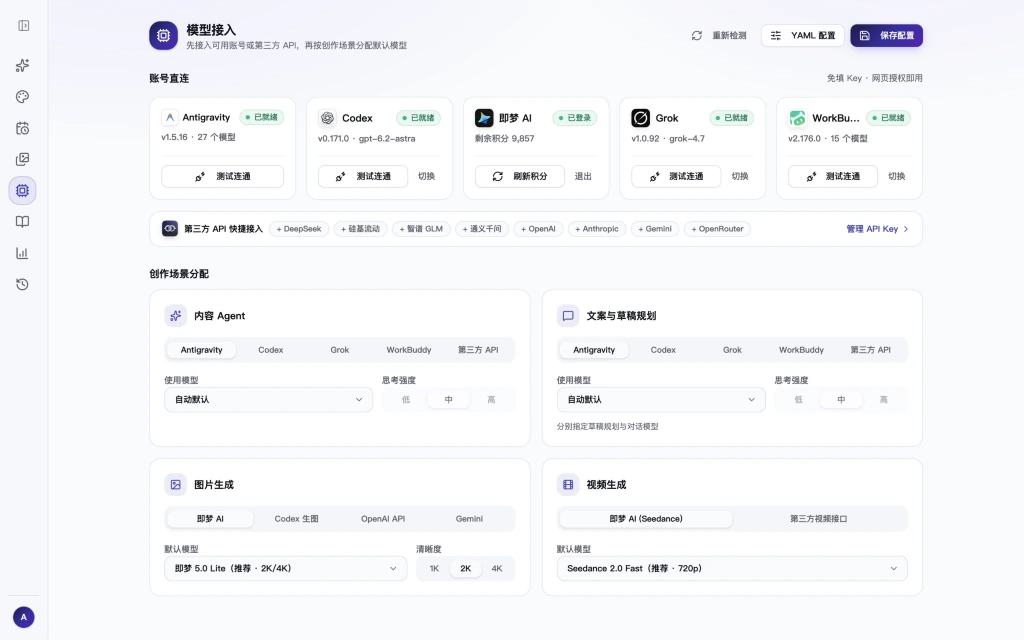 模型接入
先接入可用账号或第三方 API，再按创作场景分配默认模型
重新检测
YAML 配置
保存配置
账号直连
免填 Key · 网页授权即用
Antigravity
已就绪
v1.5.16 · 27 个模型
测试连通
Codex
已就绪
v0.171.0 · gpt-6.2-astra
测试连通
切换
即梦 AI
已登录
剩余积分 9,857
刷新积分
退出
Grok
已就绪
v1.0.92 · grok-4.7
测试连通
切换
WorkBu...
已就绪
v2.176.0 · 15 个模型
测试连通
切换
第三方 API 快捷接入
+ DeepSeek
+ 硅基流动
+ 智谱 GLM
+ 通义千问
+ OpenAI
+ Anthropic
+ Gemini
+ OpenRouter
管理 API Key
创作场景分配
内容 Agent
Antigravity
Codex
Grok
WorkBuddy
第三方 API
使用模型
思考强度
自动默认
低
中
高
文案与草稿规划
Antigravity
Codex
Grok
WorkBuddy
第三方 API
使用模型
思考强度
自动默认
低
中
高
分别指定草稿规划与对话模型
图片生成
即梦 AI
Codex 生图
OpenAI API
Gemini
默认模型
清晰度
即梦 5.0 Lite（推荐 · 2K/4K）
1K
2K
4K
视频生成
即梦 AI (Seedance)
第三方视频接口
默认模型
Seedance 2.0 Fast（推荐 · 720p）
A